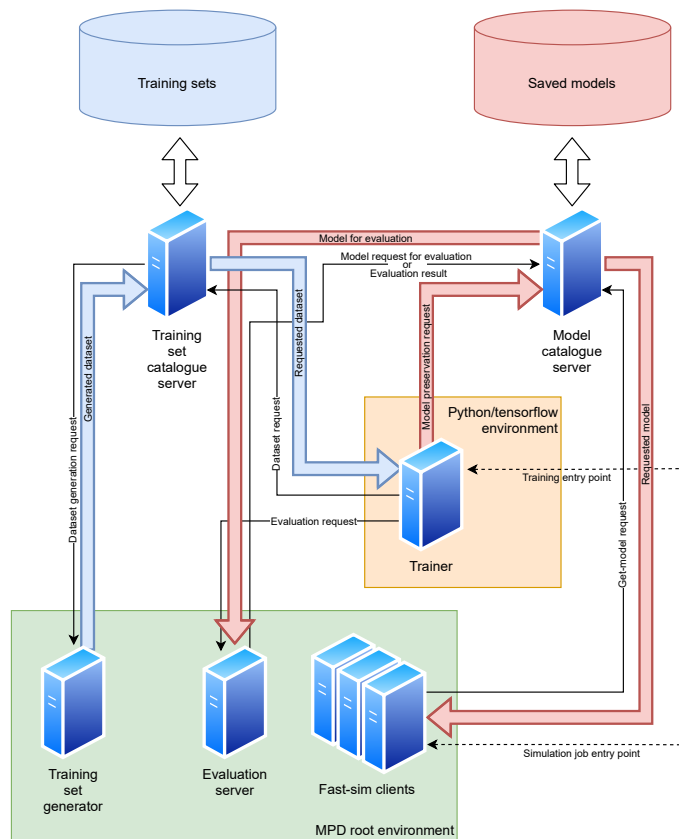 Training sets
Saved models
Model for evaluation
Model request for evaluation
or
Evaluation result
Training
set
catalogue
server
Model
catalogue
server
Generated dataset
Dataset generation request
Requested dataset
Dataset request
Model preservation request
Requested model
Get-model request
Python/tensorflow
environment
Training entry point
Evaluation request
Trainer
Training
set
generator
Evaluation
server
Fast-sim clients
Simulation job entry point
MPD root environment